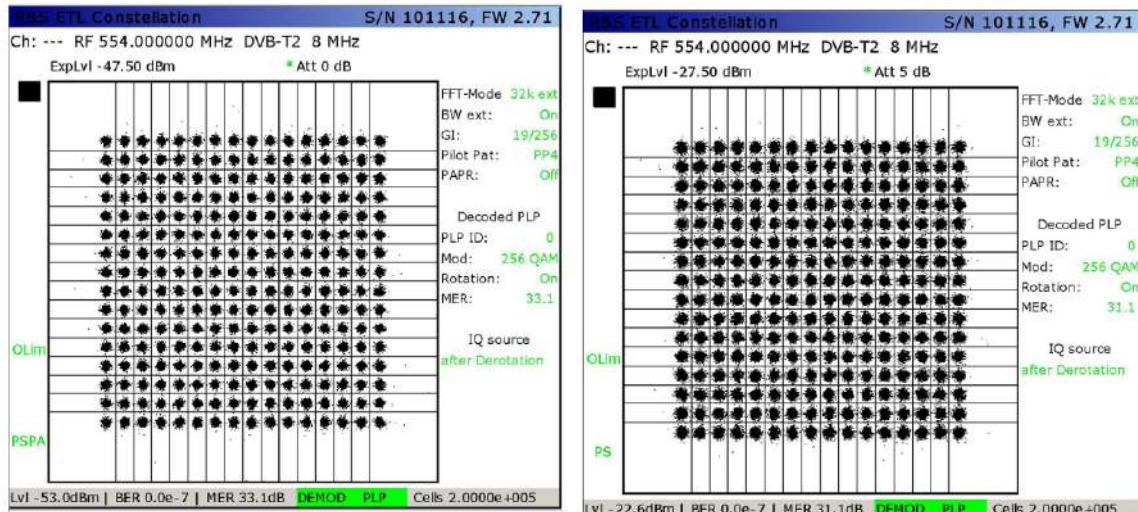 R&S ETL Constellation S/N 101116, FW 2.71
Ch: --- RF 554.000000 MHz DVB-T2 8 MHz
ExpLvl -47.50 dBm * Att 0 dB
FFT-Mode 32k ext
BW ext: On
GI: 19/256
Pilot Pat: PP4
PAPR: Off
Decoded PLP
PLP ID: 0
Mod: 256 QAM
Rotation: On
MER: 33.1
IQ source
OLim
after Derotation
PSPA
Lvl -53.0dBm | BER 0.0e-7 | MER 33.1dB DEMOD PLP Cells 2.0000e+005
R&S ETL Constellation S/N 101116, FW 2.71
Ch: --- RF 554.000000 MHz DVB-T2 8 MHz
ExpLvl -27.50 dBm * Att 5 dB
FFT-Mode 32k ext
BW ext: On
GI: 19/256
Pilot Pat: PP4
PAPR: Off
Decoded PLP
PLP ID: 0
Mod: 256 QAM
Rotation: On
MER: 31.1
IQ source
OLim
after Derotation
PS
Lvl -22.6dBm | BER 0.0e-7 | MER 31.1dB DEMOD PLP Cells 2.0000e+005